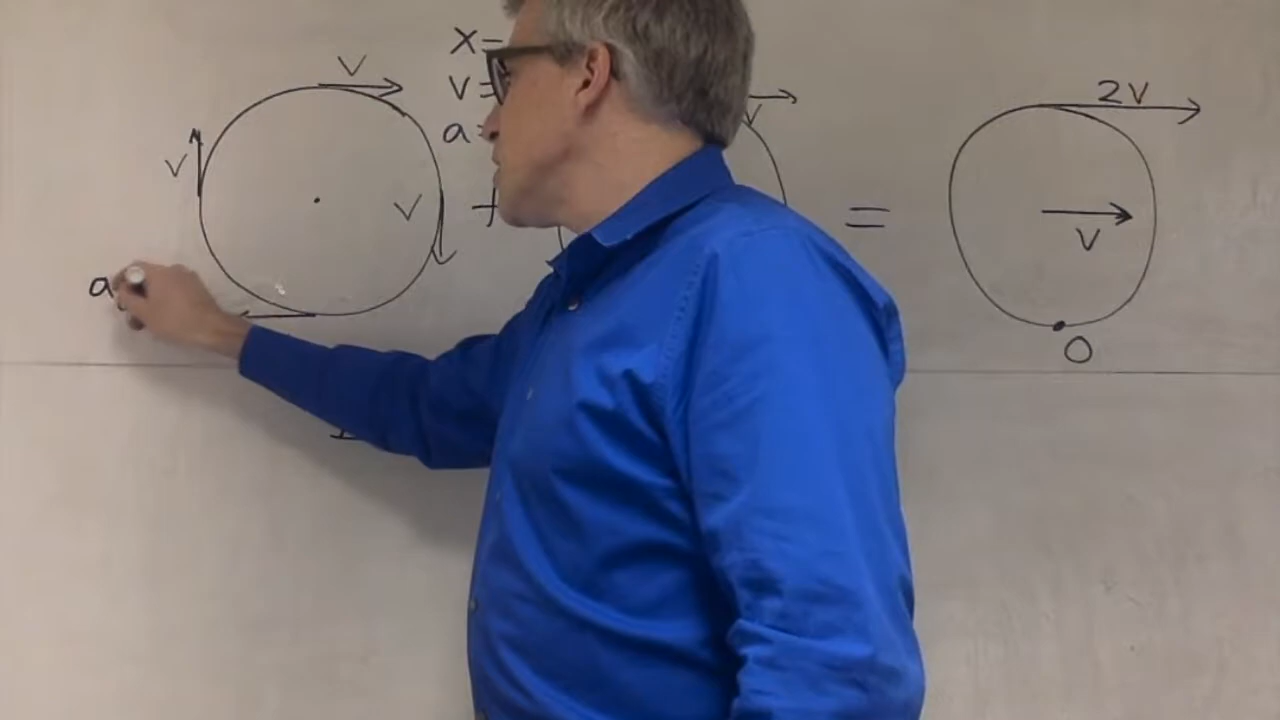 V
x=
v=
a=
V
V
+
V
=
2V
V
a
O